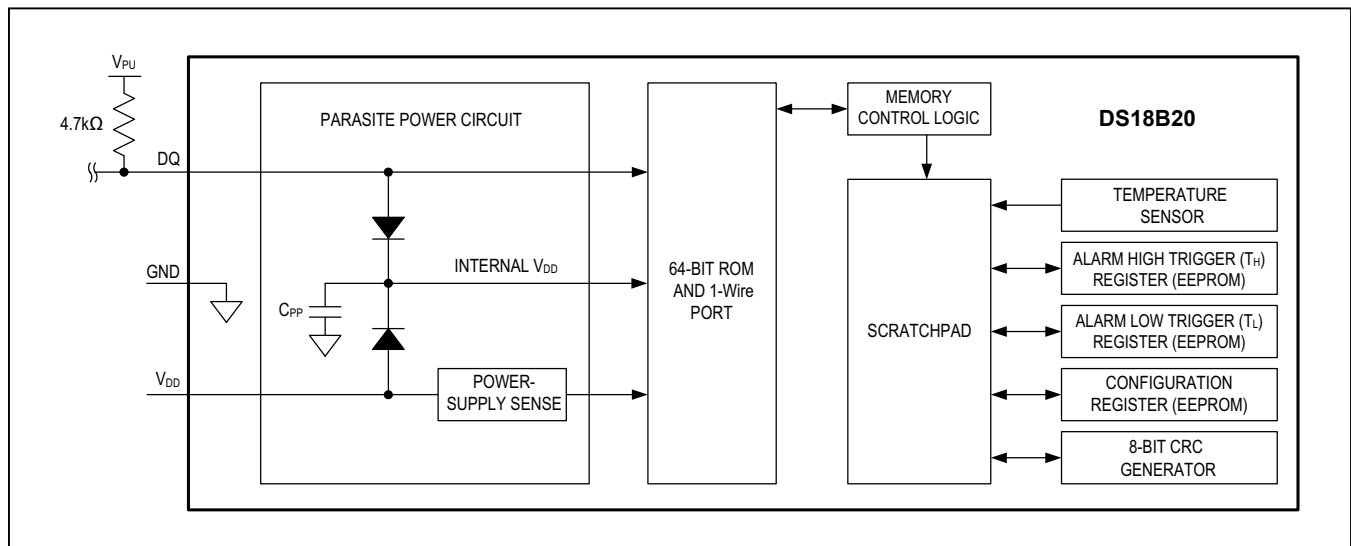 VPU
4.7kΩ
DQ
GND
VDD
PARASITE POWER CIRCUIT
INTERNAL VDD
CPP
POWER-
SUPPLY SENSE
64-BIT ROM
AND 1-Wire
PORT
MEMORY
CONTROL LOGIC
SCRATCHPAD
DS18B20
TEMPERATURE
SENSOR
ALARM HIGH TRIGGER (TH)
REGISTER (EEPROM)
ALARM LOW TRIGGER (TL)
REGISTER (EEPROM)
CONFIGURATION
REGISTER (EEPROM)
8-BIT CRC
GENERATOR